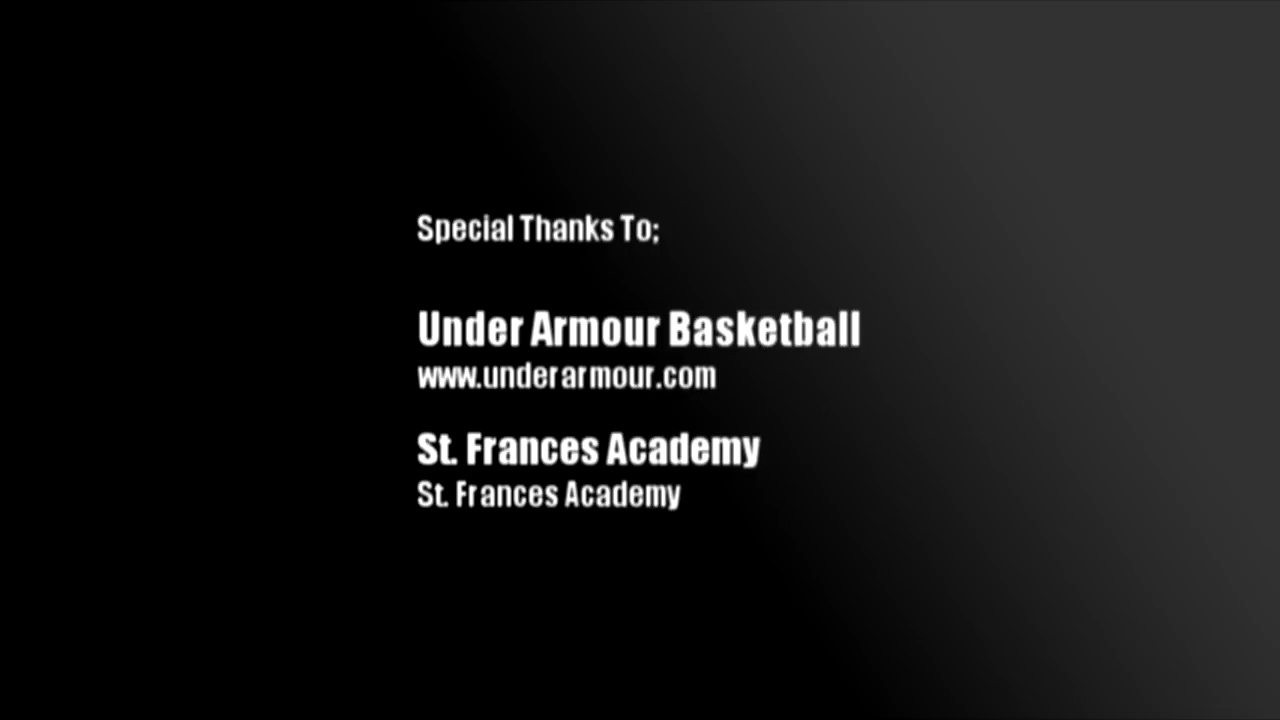 Special Thanks To;
Under Armour Basketball
www.underarmour.com
St. Frances Academy
St. Frances Academy